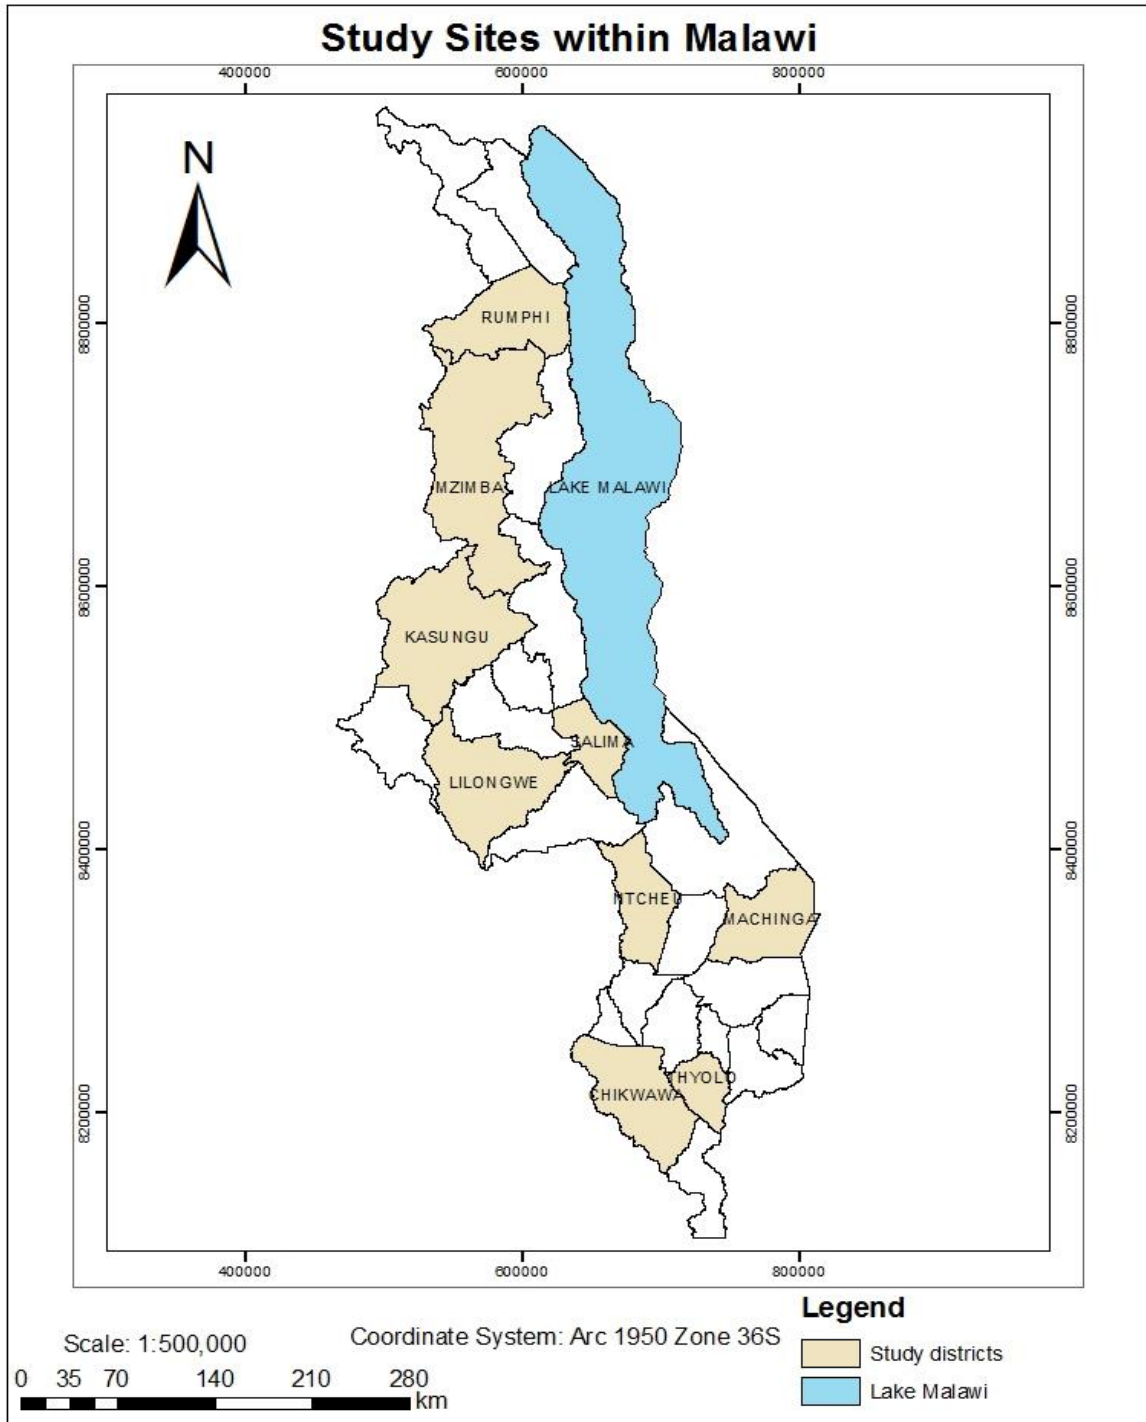 Study Sites within Malawi
400000 600000 800000
N
RUMPHI
8800000 8800000
MZIMBA LAKE MALAWI
8600000 8600000
KASUNGU
SALIMA
LILONGWE
8400000 8400000
NTCHEU
MACHINGA
THYOLO
CHIKWAWA
8200000 8200000
400000 600000 800000
Legend
Scale: 1:500,000 Coordinate System: Arc 1950 Zone 36S
Study districts
0 35 70 140 210 280
km
Lake Malawi